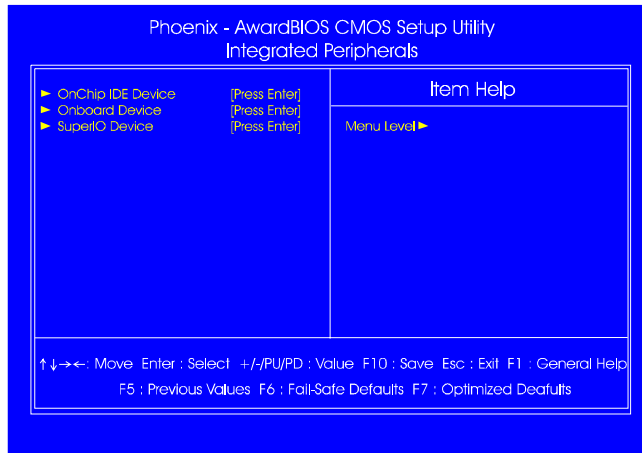 Phoenix - AwardBIOS CMOS Setup Utility
Integrated Peripherals
► OnChip IDE Device [Press Enter]
► Onboard Device [Press Enter]
► SuperIO Device [Press Enter]
Item Help
Menu Level►
↑↓→←: Move Enter : Select +/-/PU/PD : Value F10 : Save Esc : Exit F1 : General Help
F5 : Previous Values F6 : Fail-Safe Defaults F7 : Optimized Deafults